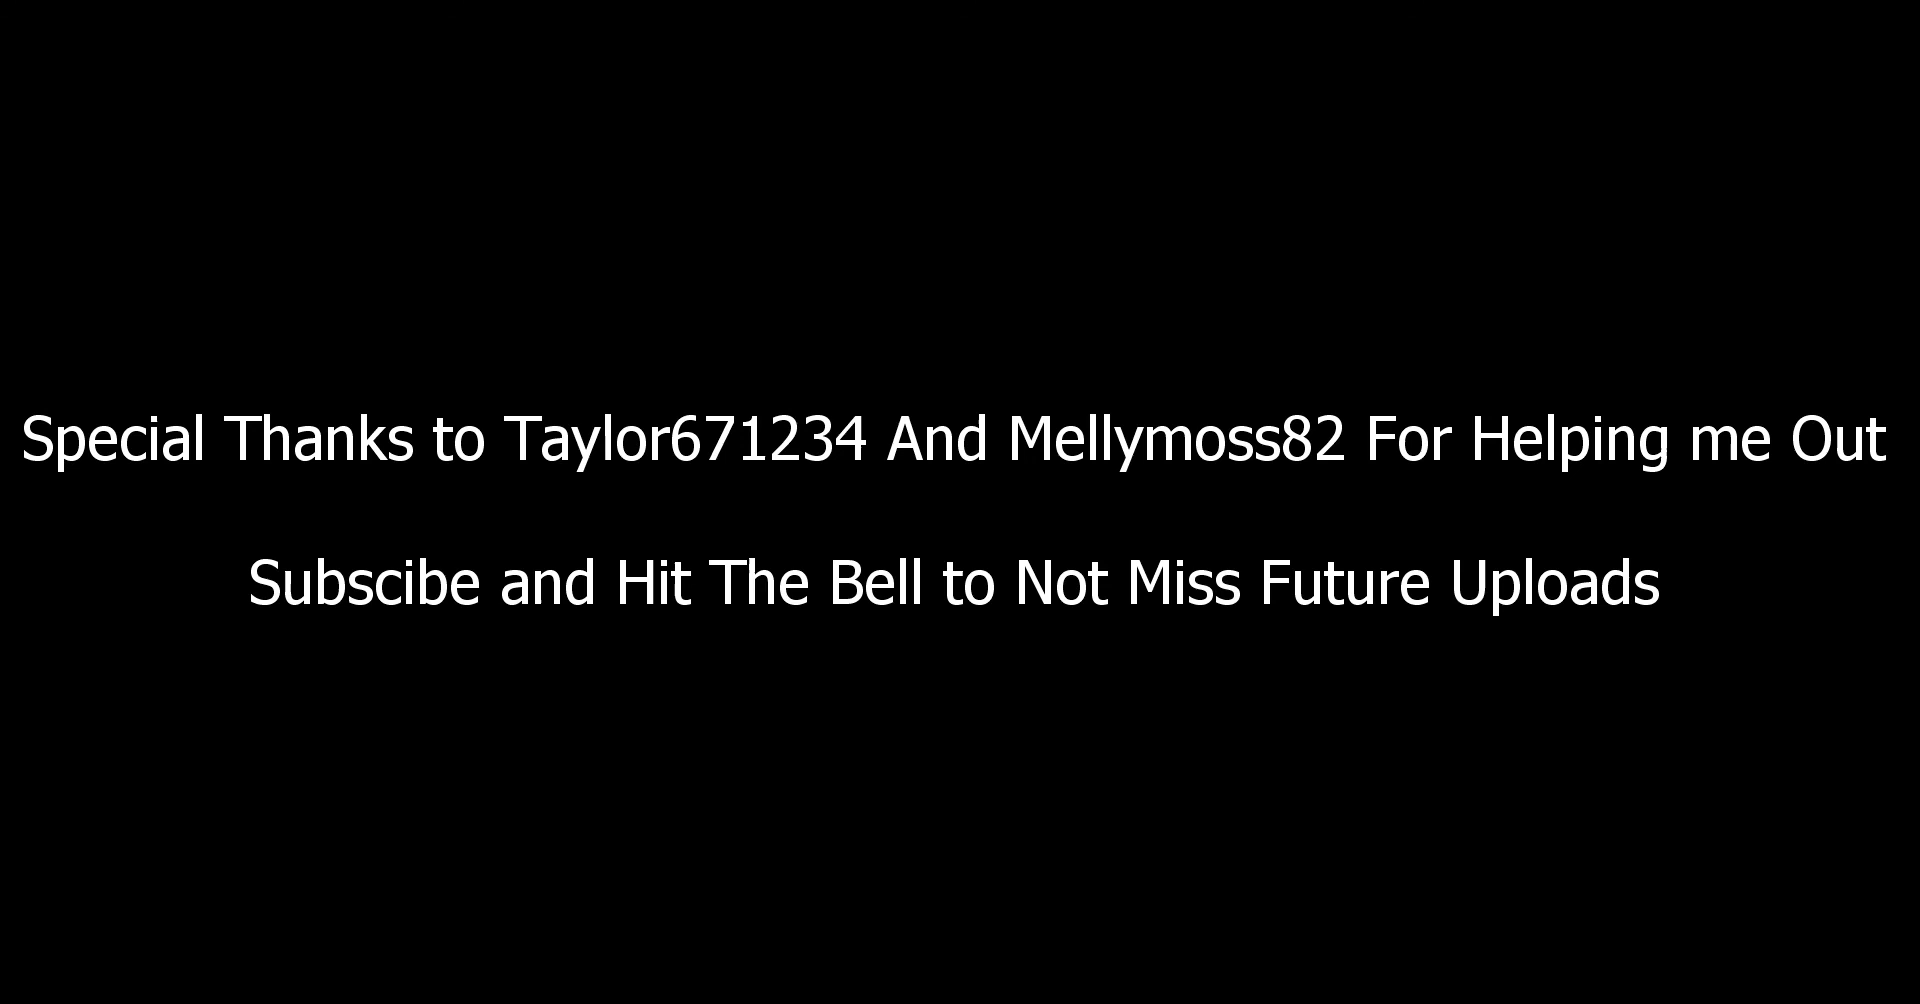 Special Thanks to Taylor671234 And Mellymoss82 For Helping me Out
Subscibe and Hit The Bell to Not Miss Future Uploads